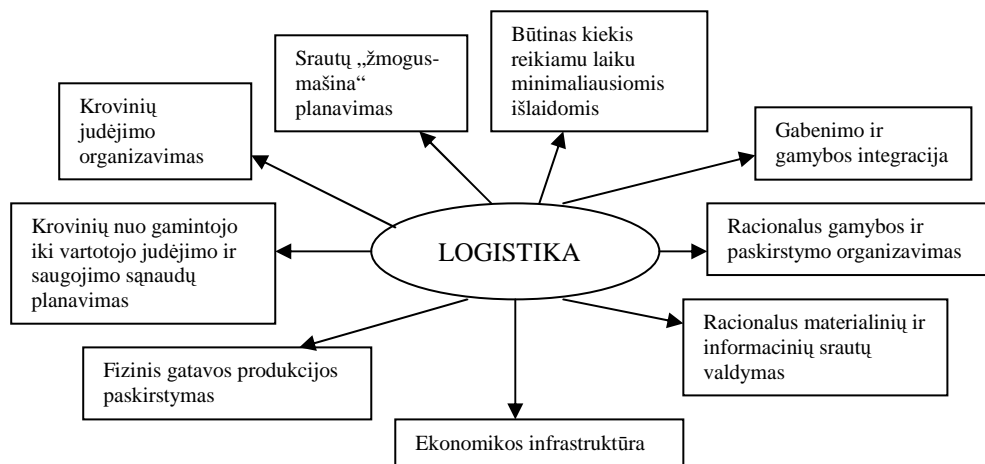 Būtinas kiekis
reikiamu laiku
minimaliausiomis
išlaidomis
Srautų „žmogus-
mašina“
planavimas
Krovinių
judėjimo
organizavimas
Gabenimo ir
gamybos integracija
Krovinių nuo gamintojo
iki vartotojo judėjimo ir
saugojimo sąnaudų
planavimas
LOGISTIKA
Racionalus gamybos ir
paskirstymo organizavimas
Racionalus materialinių ir
informacinių srautų
valdymas
Fizinis gatavos produkcijos
paskirstymas
Ekonomikos infrastruktūra